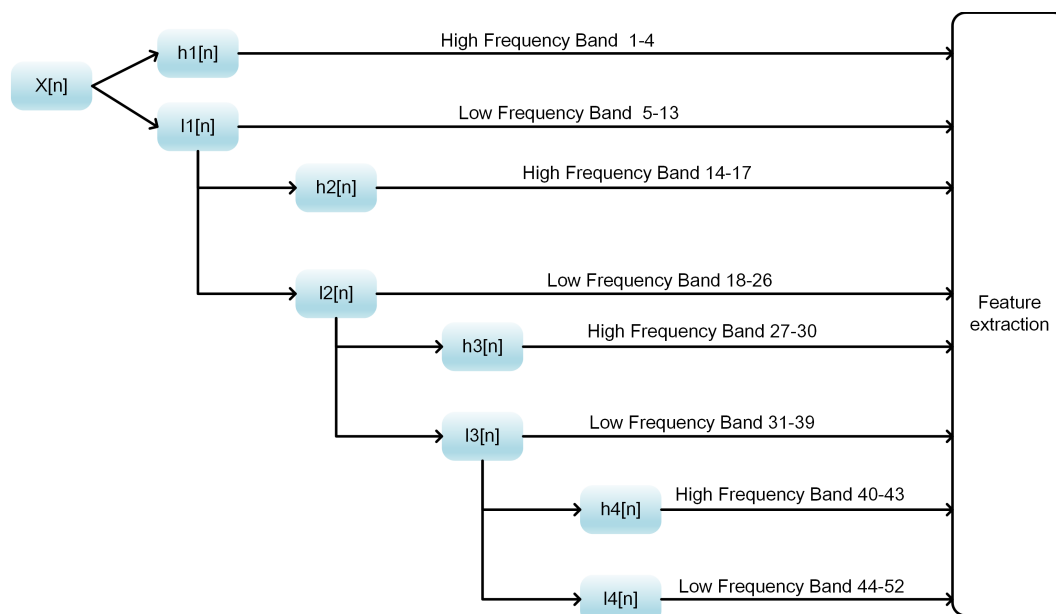 High Frequency Band 1-4
h1[n]
X[n]
Low Frequency Band 5-13
l1[n]
High Frequency Band 14-17
h2[n]
Low Frequency Band 18-26
l2[n]
Feature
extraction
High Frequency Band 27-30
h3[n]
Low Frequency Band 31-39
l3[n]
High Frequency Band 40-43
h4[n]
Low Frequency Band 44-52
l4[n]